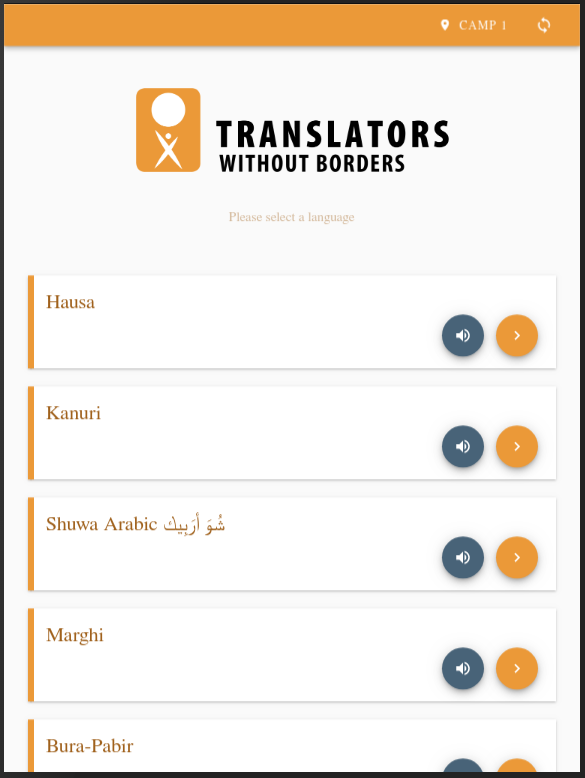 CAMP 1
TRANSLATORS
WITHOUT BORDERS
Please select a language
Hausa
Kanuri
Shuwa Arabic شُوَ أرَبِيك
Marghi
Bura-Pabir